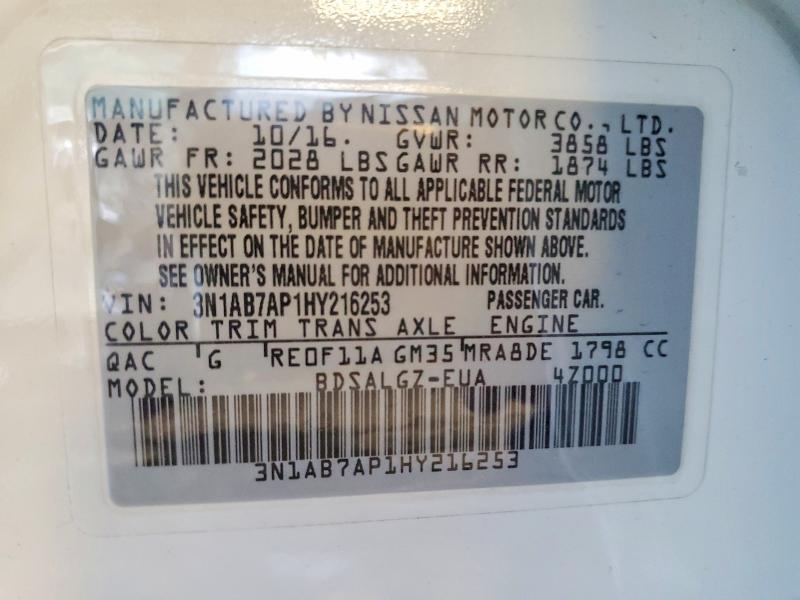 MANUFACTURED BY NISSAN MOTOR CO., LTD.
DATE: 10/16. GVWR: 3858 LBS
GAWR FR: 2028 LBS GAWR RR: 1874 LBS
THIS VEHICLE CONFORMS TO ALL APPLICABLE FEDERAL MOTOR
VEHICLE SAFETY, BUMPER AND THEFT PREVENTION STANDARDS
IN EFFECT ON THE DATE OF MANUFACTURE SHOWN ABOVE.
SEE OWNER'S MANUAL FOR ADDITIONAL INFORMATION.
VIN: 3N1AB7AP1HY216253 PASSENGER CAR.
COLOR TRIM TRANS AXLE ENGINE
QAC G RE0F11A GM35 MRA8DE 1798 CC
MODEL: BDSALGZ-EUA 4Z000
3N1AB7AP1HY216253